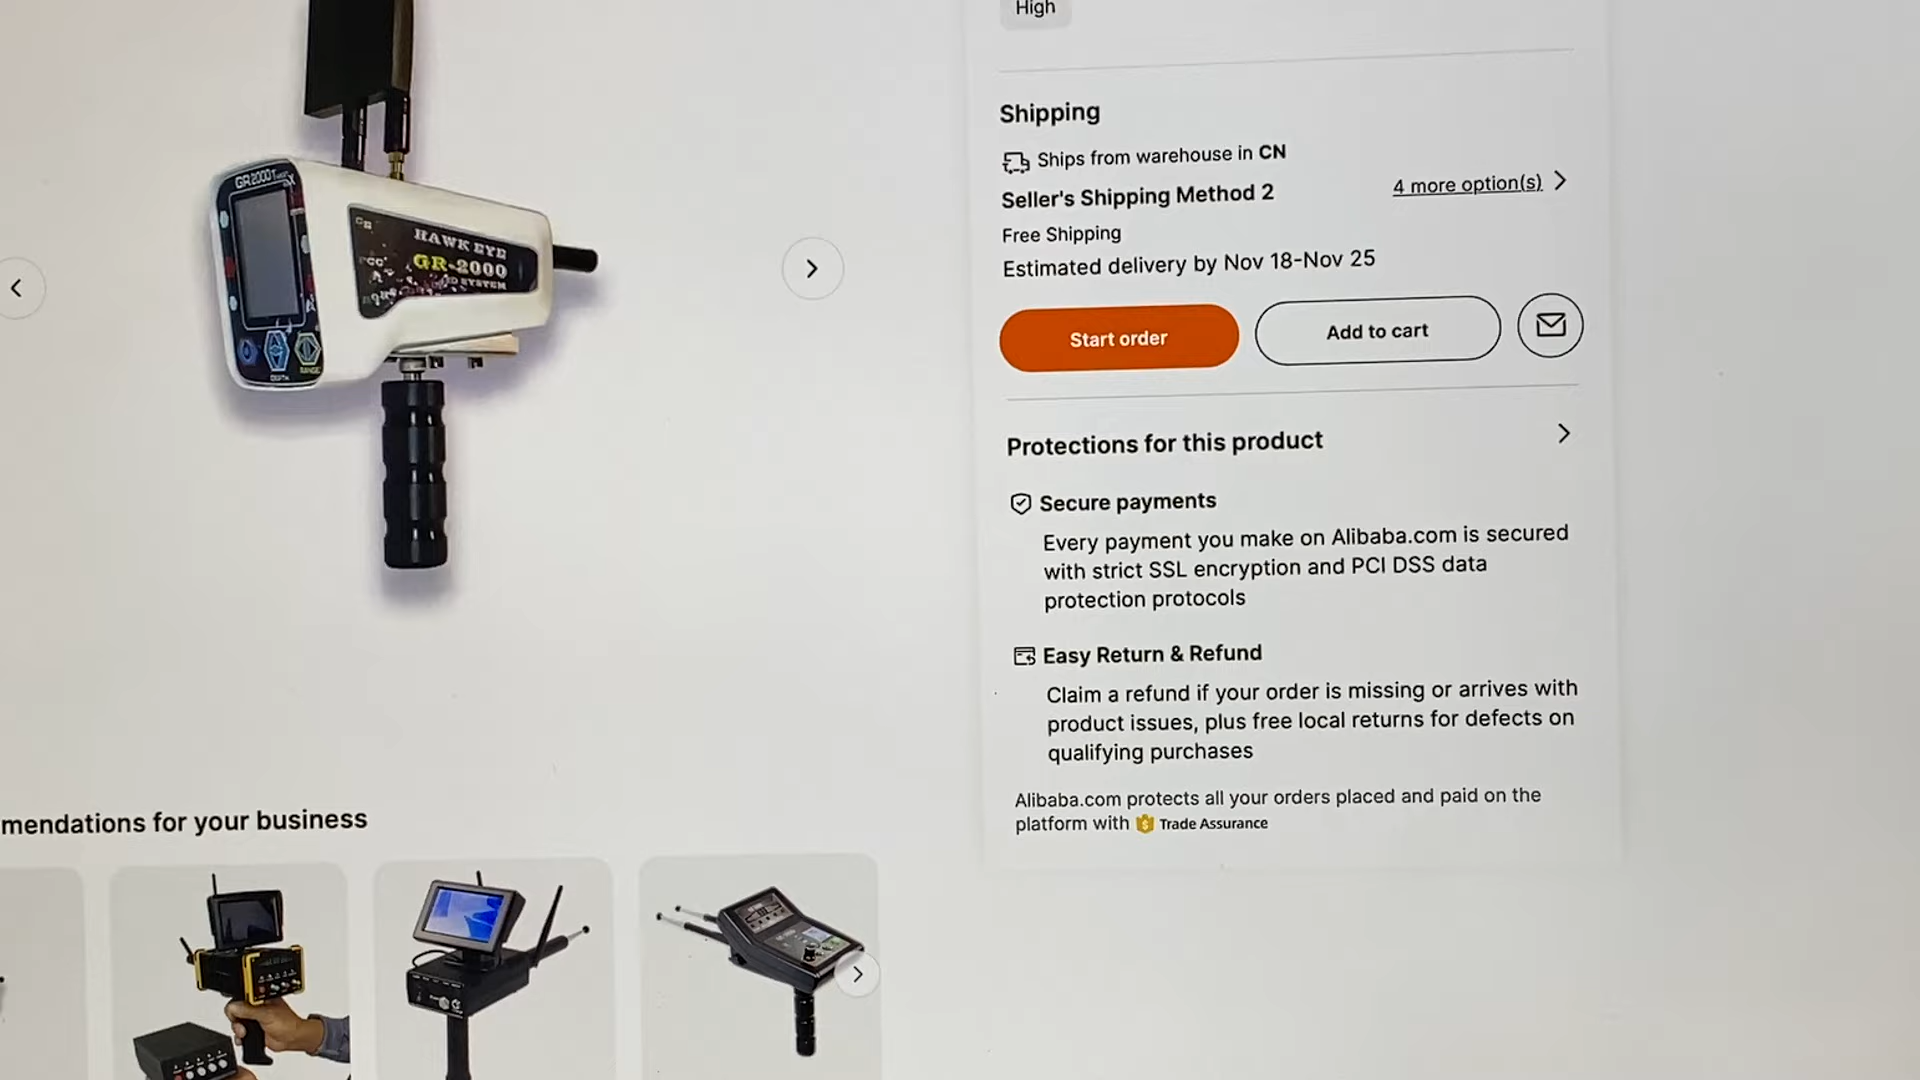 High
Shipping
Ships from warehouse in CN
Seller's Shipping Method 2
4 more option(s)
Free Shipping
Estimated delivery by Nov 18-Nov 25
Start order
Add to cart
Protections for this product
Secure payments
Every payment you make on Alibaba.com is secured
with strict SSL encryption and PCI DSS data
protection protocols
Easy Return & Refund
Claim a refund if your order is missing or arrives with
product issues, plus free local returns for defects on
qualifying purchases
Alibaba.com protects all your orders placed and paid on the
platform with Trade Assurance
GR2000
HAWK EYE
GR-2000
SYSTEM
DEPTH
RANGE
mendations for your business